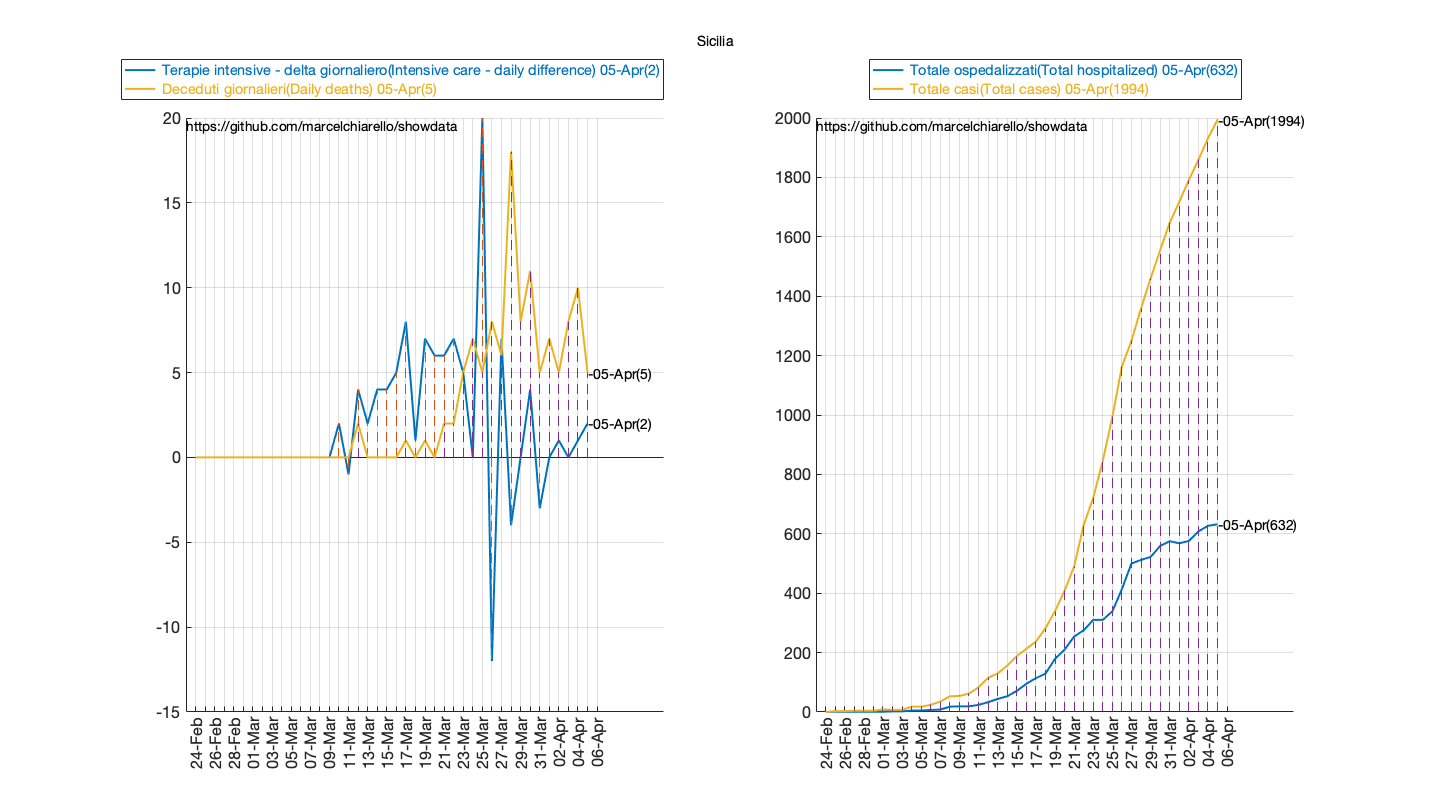 Sicilia
Terapie intensive - delta giornaliero(Intensive care - daily difference) 05-Apr(2)
Deceduti giornalieri(Daily deaths) 05-Apr(5)
https://github.com/marcelchiarello/showdata
20
15
10
5
0
-5
-10
-15
-05-Apr(5)
-05-Apr(2)
24-Feb
26-Feb
28-Feb
01-Mar
03-Mar
05-Mar
07-Mar
09-Mar
11-Mar
13-Mar
15-Mar
17-Mar
19-Mar
21-Mar
23-Mar
25-Mar
27-Mar
29-Mar
31-Mar
02-Apr
04-Apr
06-Apr
Totale ospedalizzati(Total hospitalized) 05-Apr(632)
Totale casi(Total cases) 05-Apr(1994)
https://github.com/marcelchiarello/showdata
2000
1800
1600
1400
1200
1000
800
600
400
200
0
-05-Apr(1994)
-05-Apr(632)
24-Feb
26-Feb
28-Feb
01-Mar
03-Mar
05-Mar
07-Mar
09-Mar
11-Mar
13-Mar
15-Mar
17-Mar
19-Mar
21-Mar
23-Mar
25-Mar
27-Mar
29-Mar
31-Mar
02-Apr
04-Apr
06-Apr